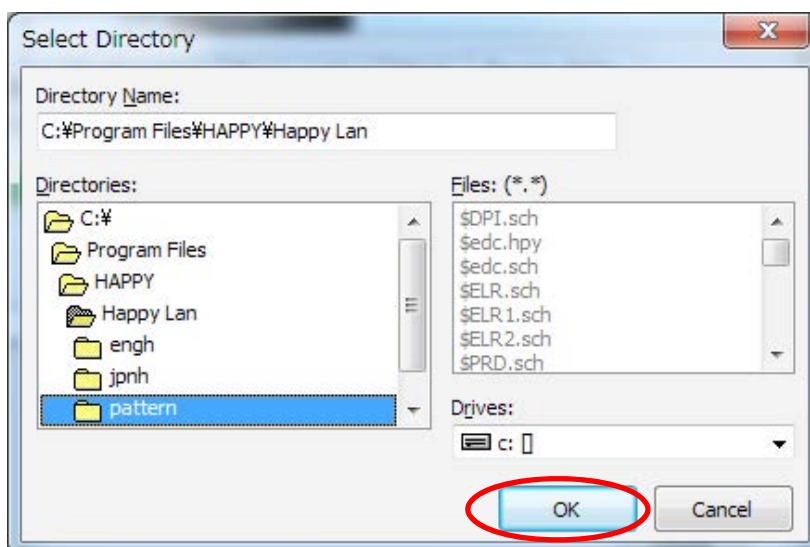 Select Directory
Directory Name:
C:¥Program Files¥HAPPY¥Happy Lan
Directories:
C:¥
Program Files
HAPPY
Happy Lan
engh
jpnh
pattern
Files: (*.*)
$DPI.sch
$edc.hpy
$edc.sch
$ELR.sch
$ELR1.sch
$ELR2.sch
$PRD.sch
Drives:
c: []
OK
Cancel